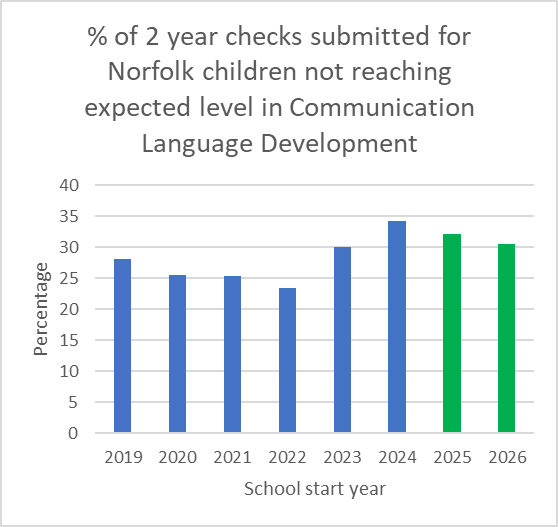 % of 2 year checks submitted for
Norfolk children not reaching
expected level in Communication
Language Development
Percentage
40
35
30
25
20
15
10
5
0
2019 2020 2021 2022 2023 2024 2025 2026
School start year